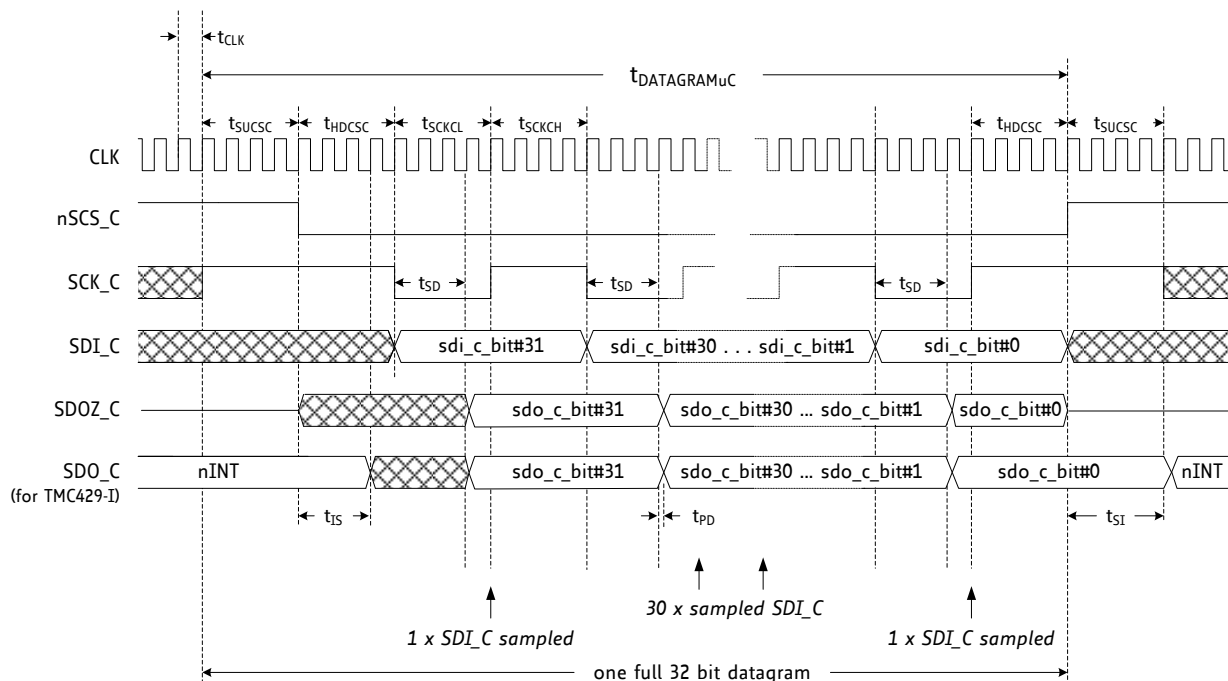 tCLK
tDATAGRAMuC
tSUCSC tHDCSC tSCKCL tSCKCH tHDCSC tSUCSC
CLK
nSCS_C
SCK_C tSD tSD tSD
SDI_C sdi_c_bit#31 sdi_c_bit#30 . . . sdi_c_bit#1 sdi_c_bit#0
SDOZ_C sdo_c_bit#31 sdo_c_bit#30 ... sdo_c_bit#1 sdo_c_bit#0
SDO_C nINT sdo_c_bit#31 sdo_c_bit#30 ... sdo_c_bit#1 sdo_c_bit#0 nINT
(for TMC429-I)
tIS tPD tSI
30 x sampled SDI_C
1 x SDI_C sampled 1 x SDI_C sampled
one full 32 bit datagram